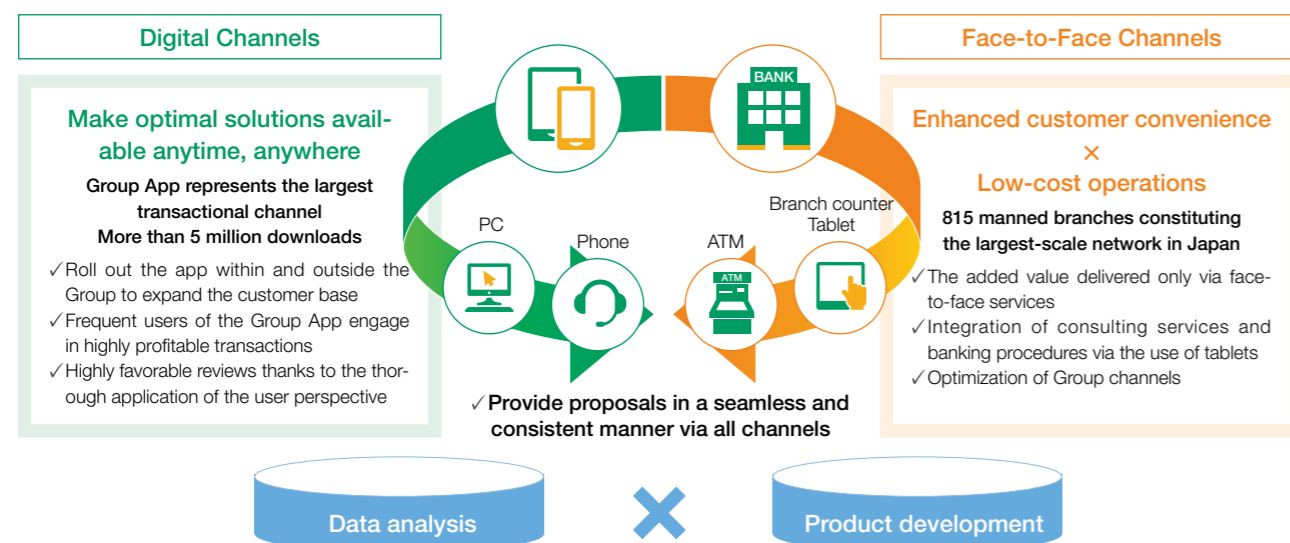 Digital Channels
Make optimal solutions avail-
able anytime, anywhere
Group App represents the largest
transactional channel
More than 5 million downloads
✓Roll out the app within and outside the
Group to expand the customer base
✓Frequent users of the Group App engage
in highly profitable transactions
✓Highly favorable reviews thanks to the thor-
ough application of the user perspective
BANK
PC
Phone
ATM
ATM
Branch counter
Tablet
✓Provide proposals in a seamless and
consistent manner via all channels
Face-to-Face Channels
Enhanced customer convenience
×
Low-cost operations
815 manned branches constituting
the largest-scale network in Japan
✓The added value delivered only via face-
to-face services
✓Integration of consulting services and
banking procedures via the use of tablets
✓Optimization of Group channels
Data analysis
×
Product development